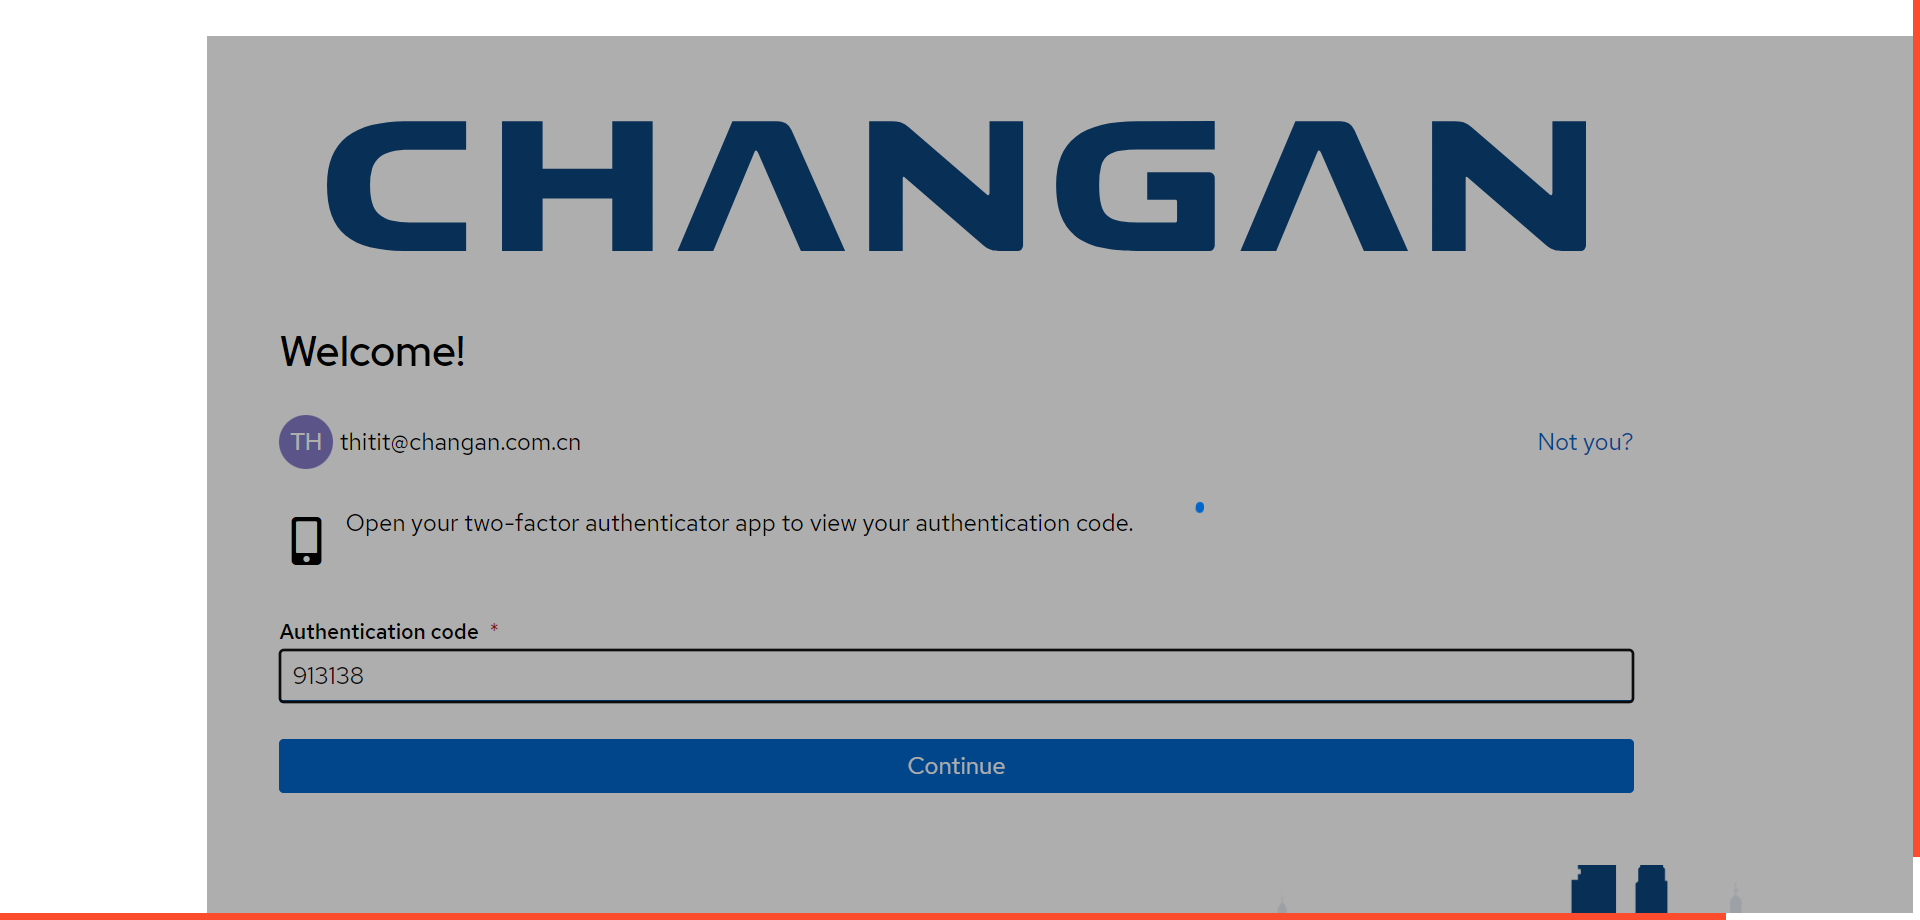 CHANGAN
Welcome!
TH thitit@changan.com.cn Not you?
Open your two-factor authenticator app to view your authentication code.
Authentication code *
913138
Continue